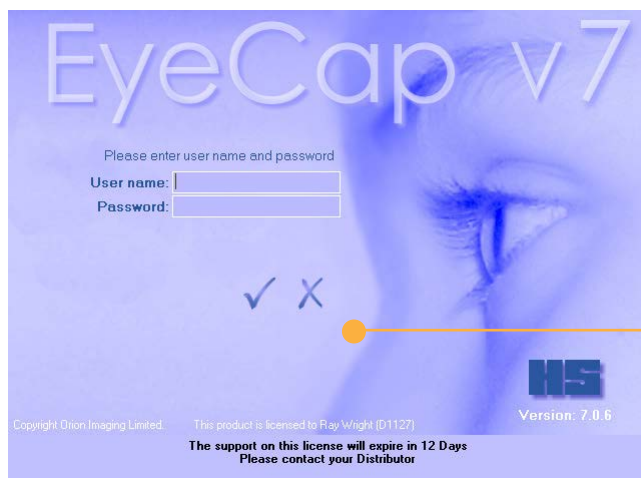 EyeCap v7
Please enter user name and password
User name:
Password:
HS
Version: 7.0.6
Copyright Orion Imaging Limited. This product is licensed to Ray Wright (D1127)
The support on this license will expire in 12 Days
Please contact your Distributor